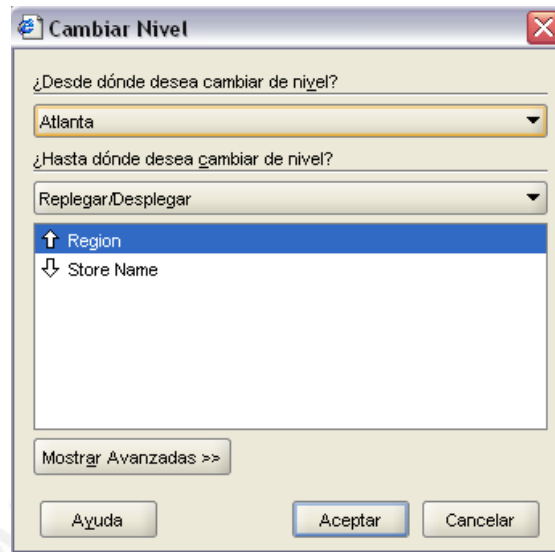 Cambiar Nivel
¿Desde dónde desea cambiar de nivel?
Atlanta
¿Hasta dónde desea cambiar de nivel?
Replegar/Desplegar
Region
Store Name
Mostrar Avanzadas >>
Ayuda
Aceptar
Cancelar